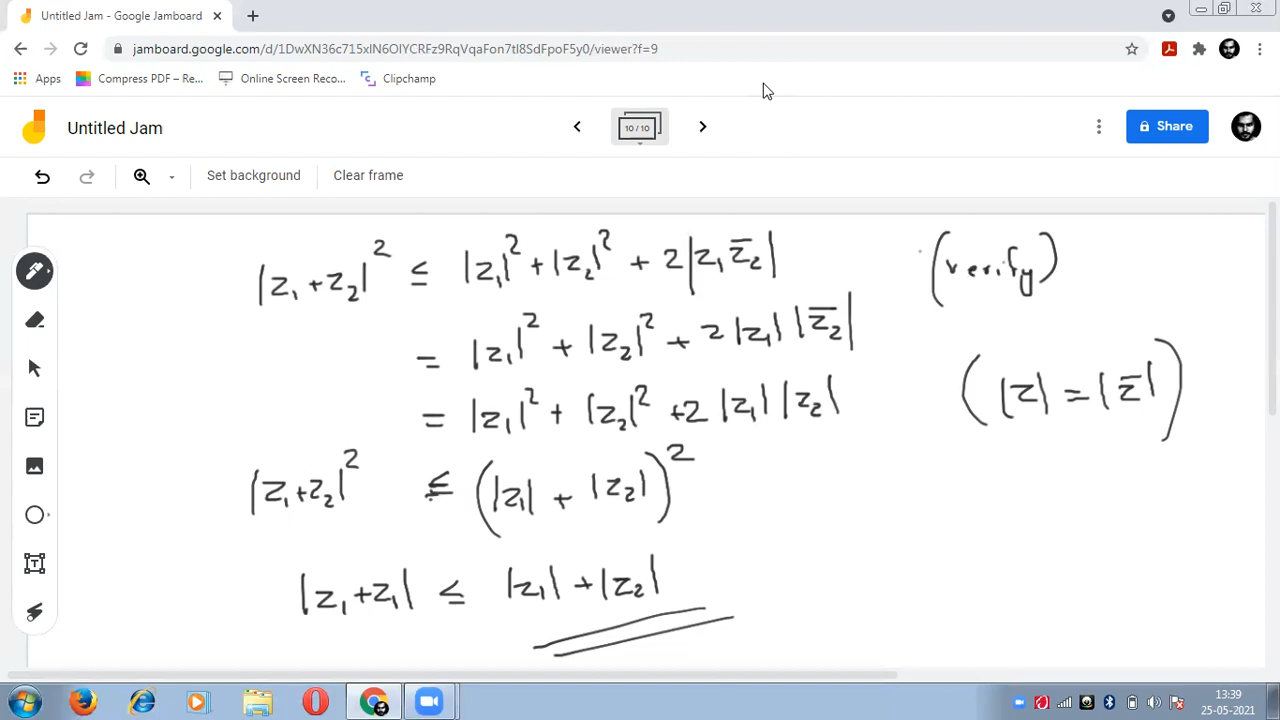 Untitled Jam - Google Jamboard
jamboard.google.com/d/1DwXN36c715xIN6OIYCRFz9RqVqaFon7tI8SdFpoF5y0/viewer?f=9
Apps Compress PDF – Re... Online Screen Reco... Clipchamp
Untitled Jam 10 / 10 Share
Set background Clear frame
|z₁ + z₂|² ≤ |z₁|² + |z₂|² + 2|z₁ z̅₂| (verify)
= |z₁|² + |z₂|² + 2 |z₁| |z̅₂|
= |z₁|² + |z₂|² + 2 |z₁| |z₂| (|z| = |z̅|)
|z₁+z₂|² ≤ (|z₁| + |z₂|)²
|z₁+z₁| ≤ |z₁| + |z₂|
13:39
25-05-2021